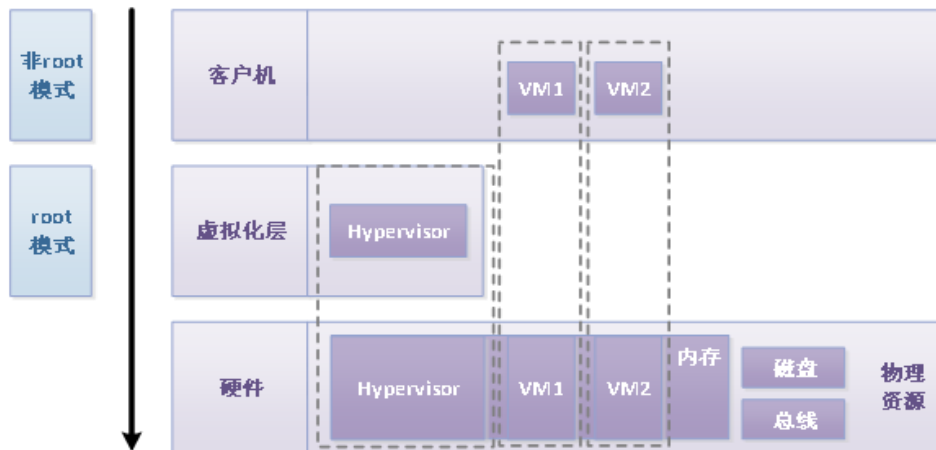 非root
模式
客户机
VM1
VM2
root
模式
虚拟化层
Hypervisor
硬件
Hypervisor
VM1
VM2
内存
磁盘
总线
物理
资源